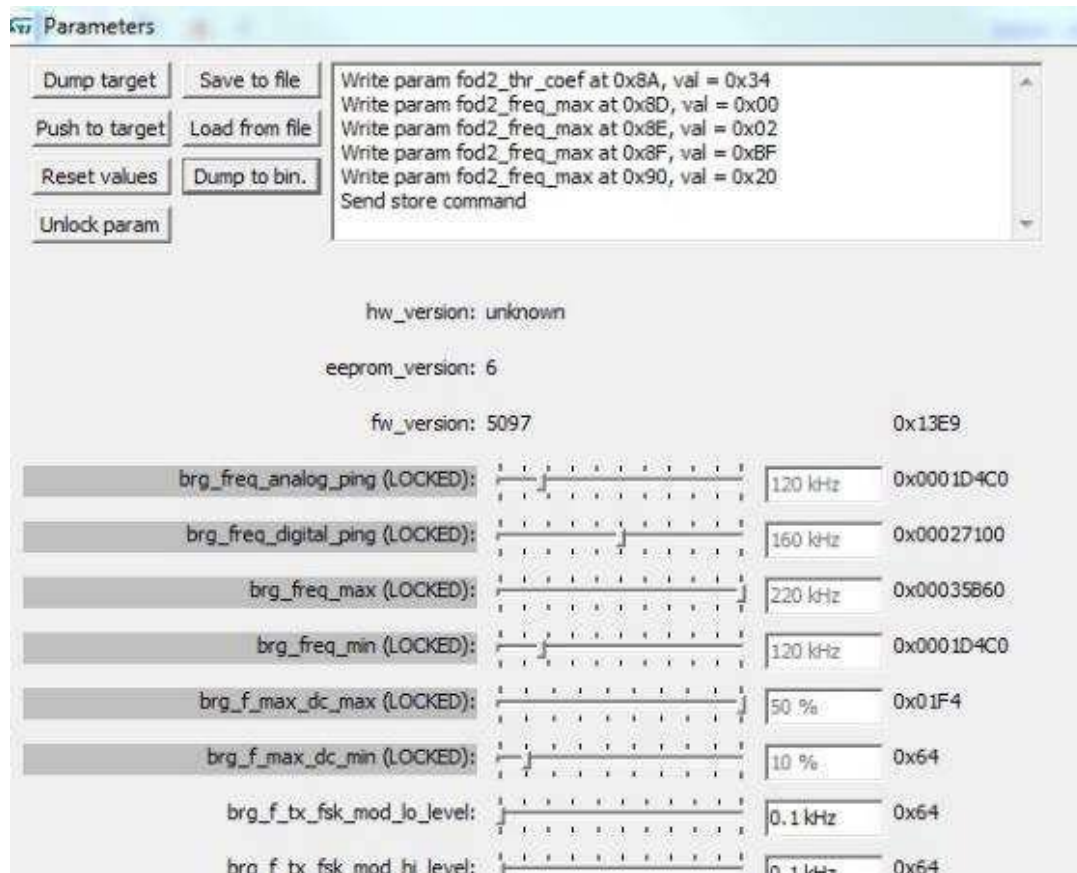 Parameters
Dump target Save to file
Push to target Load from file
Reset values Dump to bin.
Unlock param
Write param fod2_thr_coef at 0x8A, val = 0x34
Write param fod2_freq_max at 0x8D, val = 0x00
Write param fod2_freq_max at 0x8E, val = 0x02
Write param fod2_freq_max at 0x8F, val = 0xBF
Write param fod2_freq_max at 0x90, val = 0x20
Send store command
hw_version: unknown
eeprom_version: 6
fw_version: 5097 0x13E9
brg_freq_analog_ping (LOCKED): 120 kHz 0x0001D4C0
brg_freq_digital_ping (LOCKED): 160 kHz 0x00027100
brg_freq_max (LOCKED): 220 kHz 0x00035B60
brg_freq_min (LOCKED): 120 kHz 0x0001D4C0
brg_f_max_dc_max (LOCKED): 50 % 0x01F4
brg_f_max_dc_min (LOCKED): 10 % 0x64
brg_f_tx_fsk_mod_lo_level: 0.1 kHz 0x64
brg_f_tx_fsk_mod_hi_level: 0.1 kHz 0x64